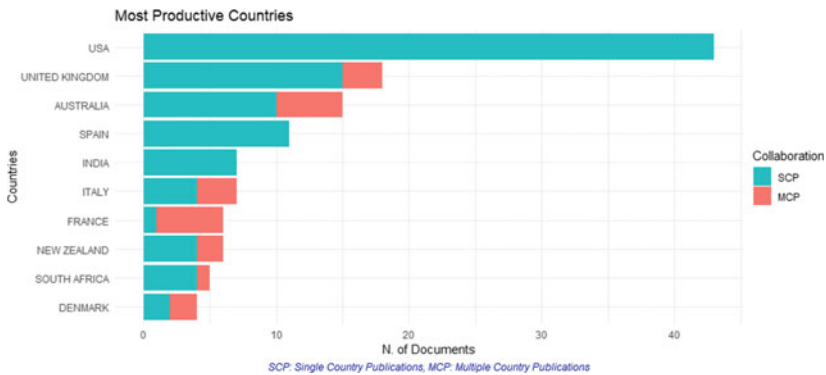 Most Productive Countries
USA
UNITED KINGDOM
AUSTRALIA
SPAIN
INDIA
ITALY
FRANCE
NEW ZEALAND
SOUTH AFRICA
DENMARK
Countries
0 10 20 30 40
N. of Documents
Collaboration
SCP
MCP
SCP: Single Country Publications, MCP: Multiple Country Publications